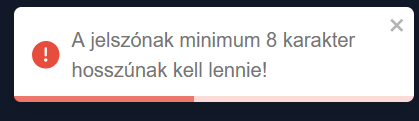 A jelszónak minimum 8 karakter
hosszúnak kell lennie!